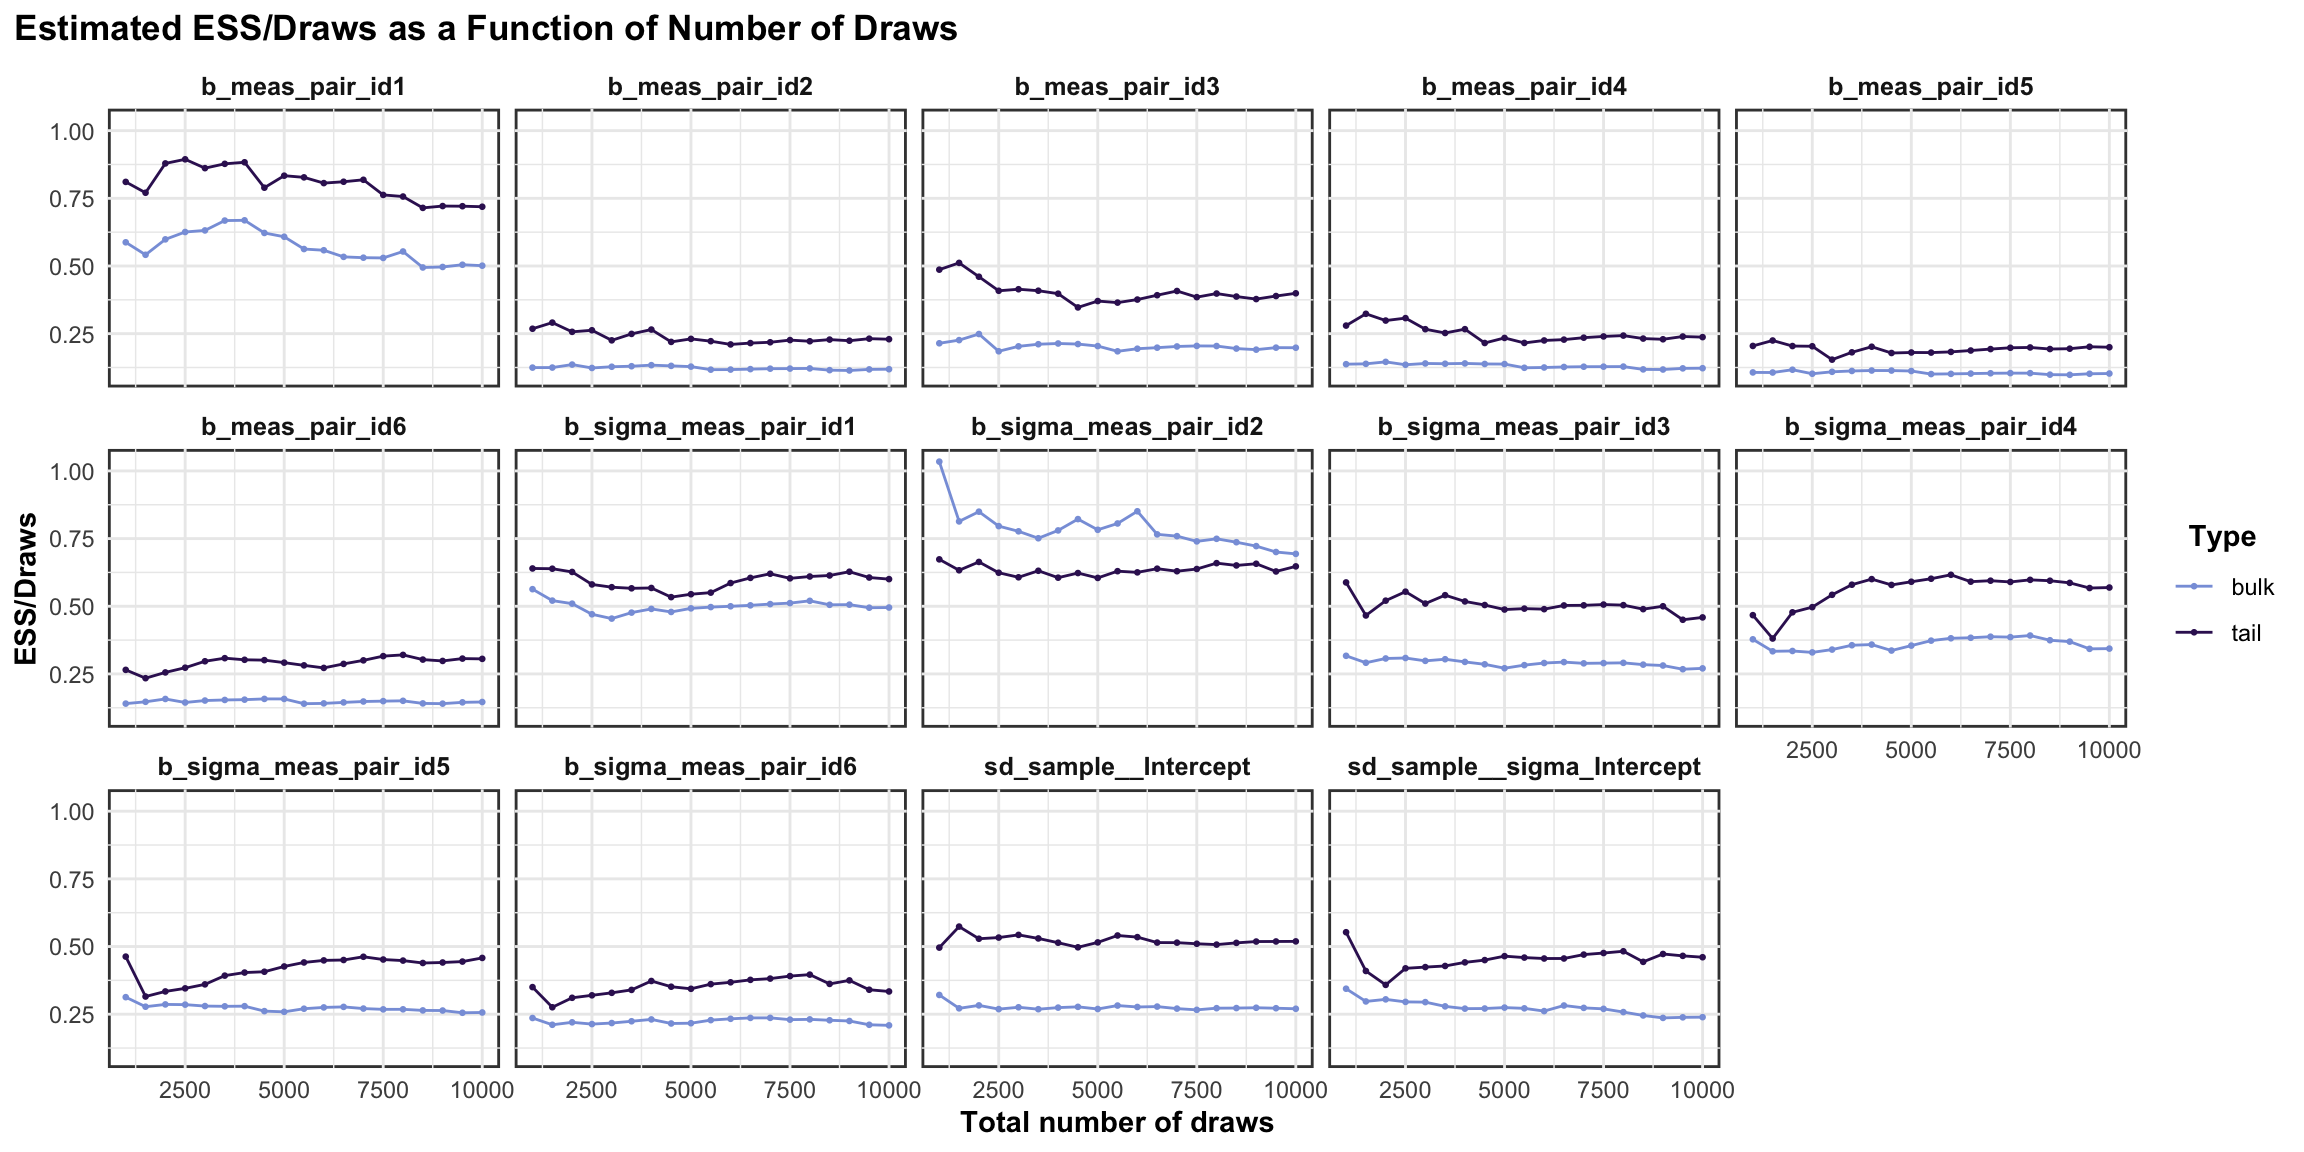 Estimated ESS/Draws as a Function of Number of Draws
b_meas_pair_id1 b_meas_pair_id2 b_meas_pair_id3 b_meas_pair_id4 b_meas_pair_id5
1.00
0.75
0.50
0.25
b_meas_pair_id6 b_sigma_meas_pair_id1 b_sigma_meas_pair_id2 b_sigma_meas_pair_id3 b_sigma_meas_pair_id4
1.00
0.75
0.50
0.25
2500 5000 7500 10000
b_sigma_meas_pair_id5 b_sigma_meas_pair_id6 sd_sample__Intercept sd_sample__sigma_Intercept
1.00
0.75
0.50
0.25
2500 5000 7500 10000 2500 5000 7500 10000 2500 5000 7500 10000 2500 5000 7500 10000
Total number of draws
ESS/Draws
Type
bulk
tail